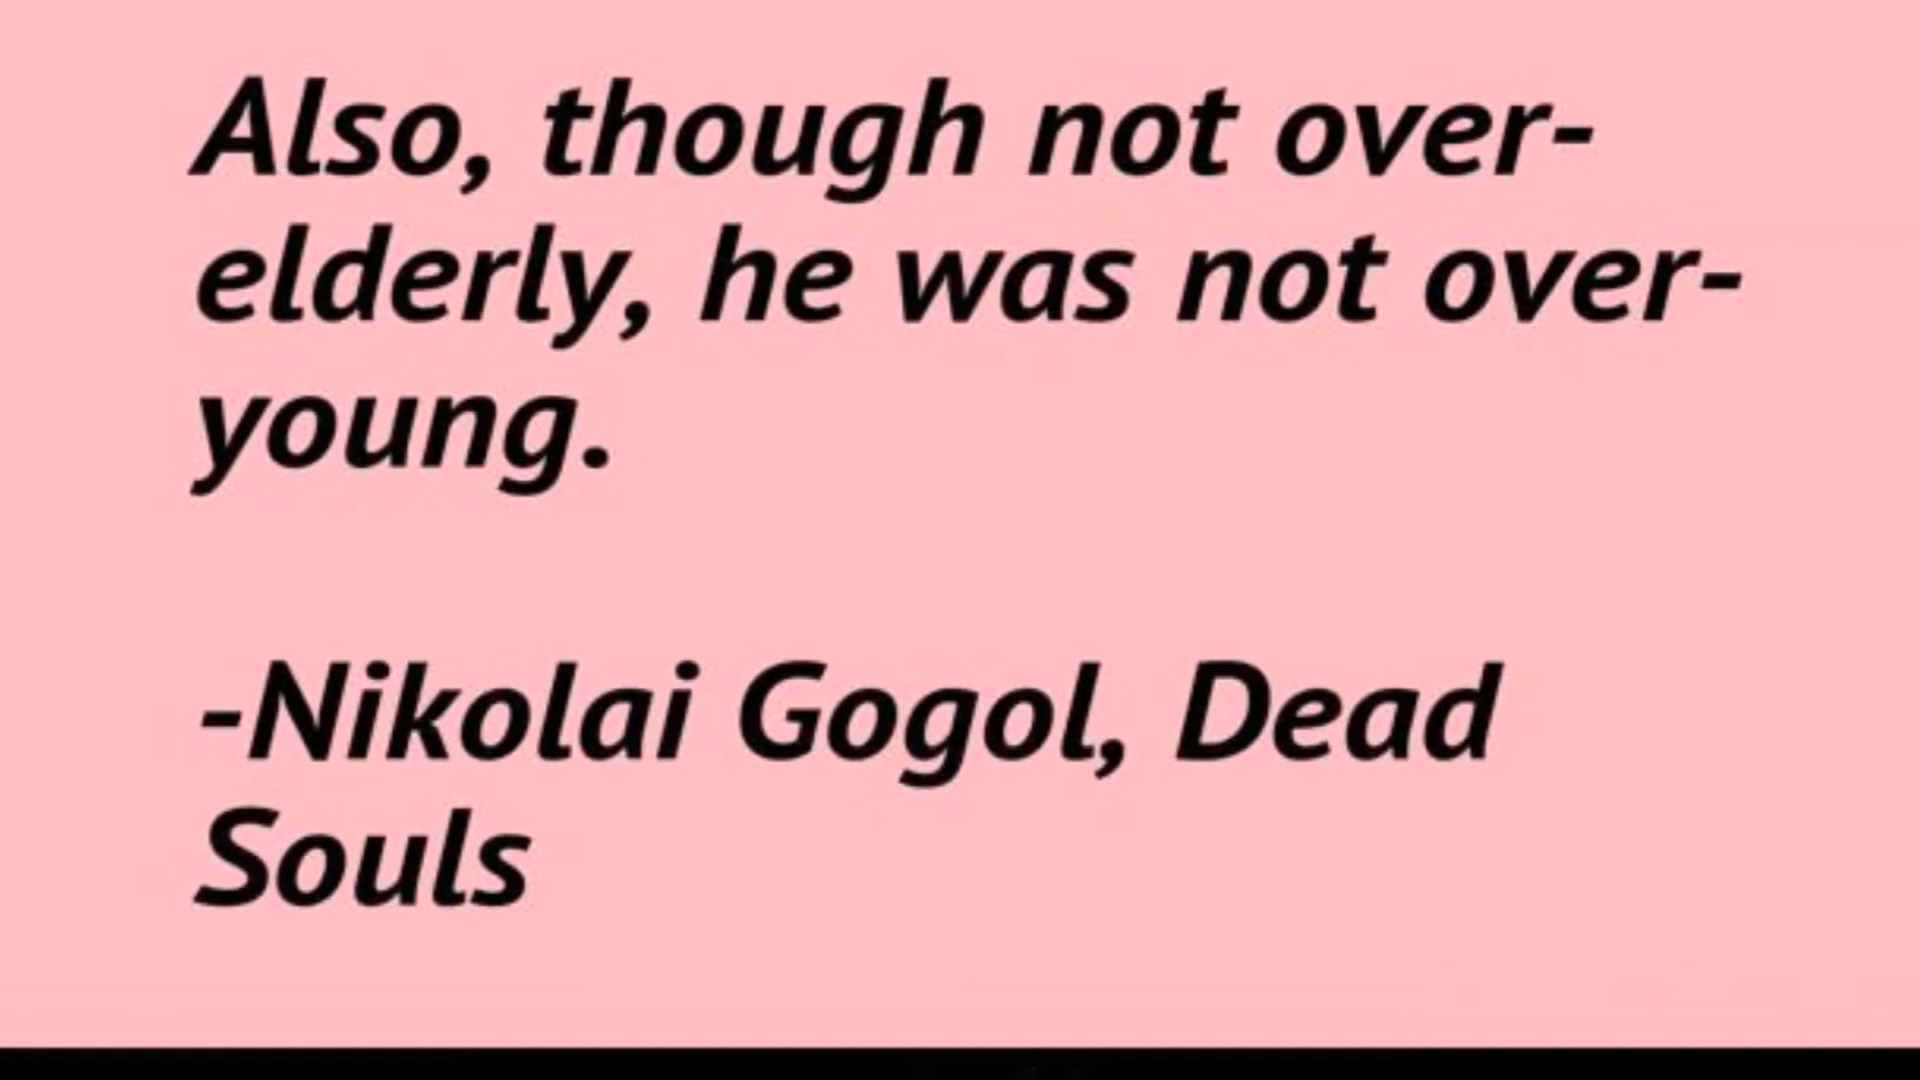 Also, though not over-
elderly, he was not over-
young.
-Nikolai Gogol, Dead
Souls